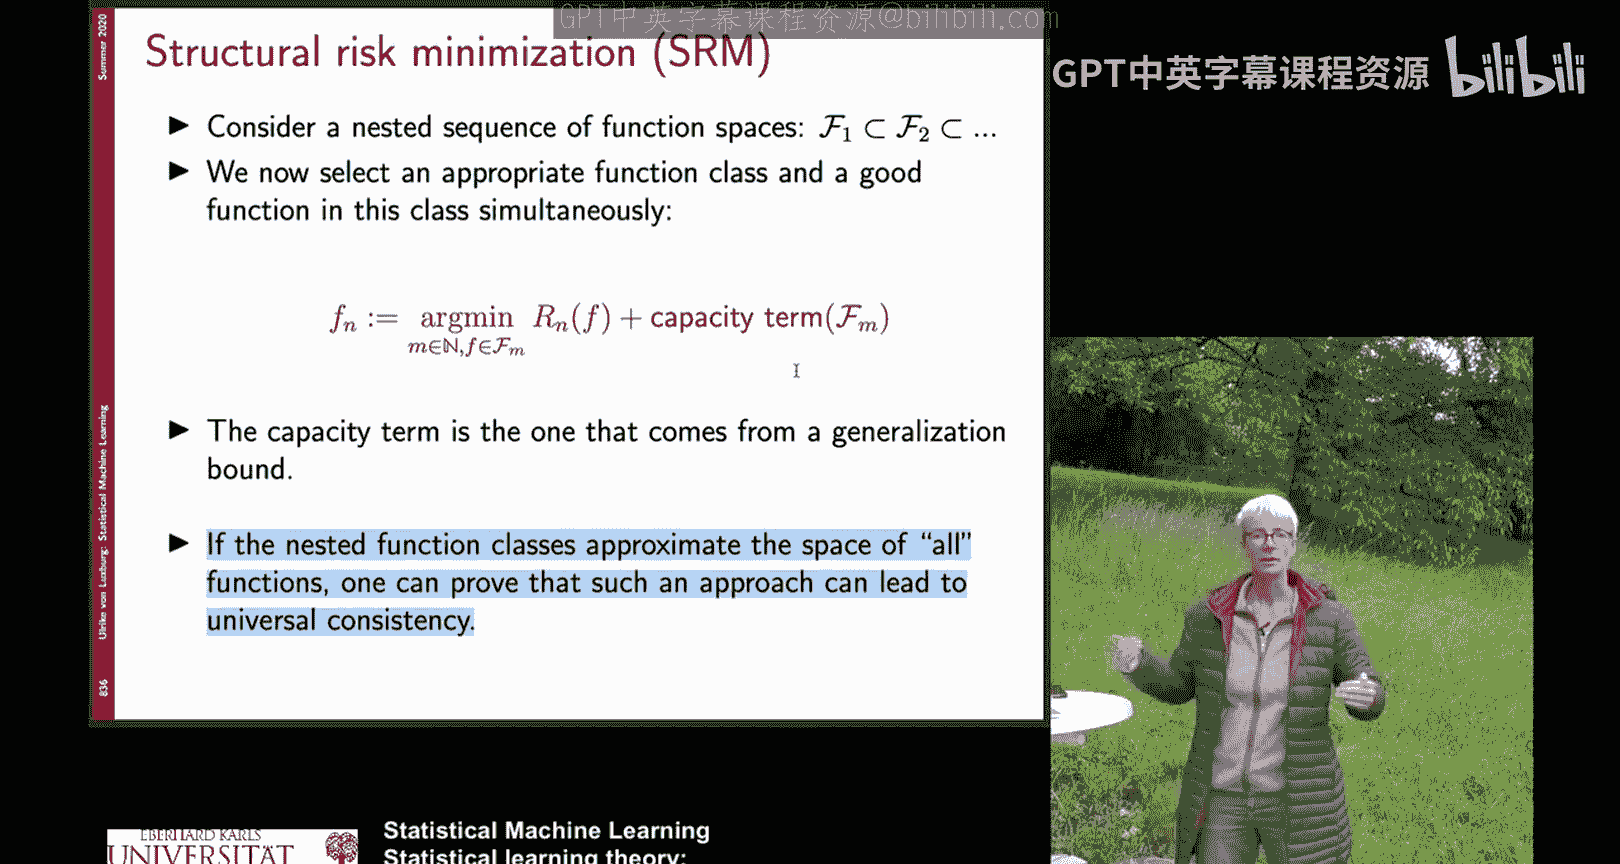 GPT中英字幕课程资源@bilibili.com
Summer 2020
Structural risk minimization (SRM)
▶ Consider a nested sequence of function spaces: F₁ ⊂ F₂ ⊂ ...
▶ We now select an appropriate function class and a good
function in this class simultaneously:
fₙ := argmin Rₙ(f) + capacity term(Fₘ)
m∈ℕ,f∈Fₘ
▶ The capacity term is the one that comes from a generalization
bound.
▶ If the nested function classes approximate the space of “all”
functions, one can prove that such an approach can lead to
universal consistency.
Ulrike von Luxburg: Statistical Machine Learning
836
GPT中英字幕课程资源 bilibili
EBERHARD KARLS
UNIVERSITÄT
Statistical Machine Learning
Statistical learning theory: